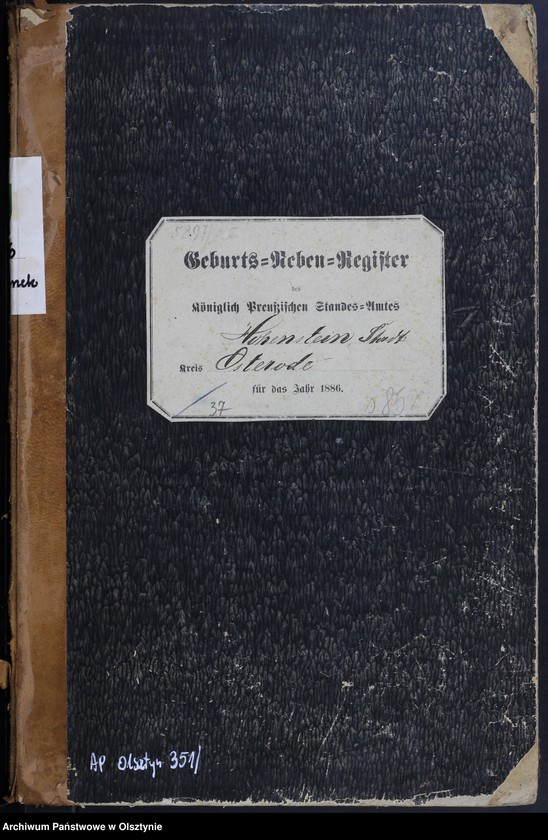 Geburts=Neben=Register
des
Königlich Preußischen Standes=Amtes
Hohenstein, Stadt
Kreis Osterode
für das Jahr 1886.
37
AP Olsztyn 351/
Archiwum Państwowe w Olsztynie